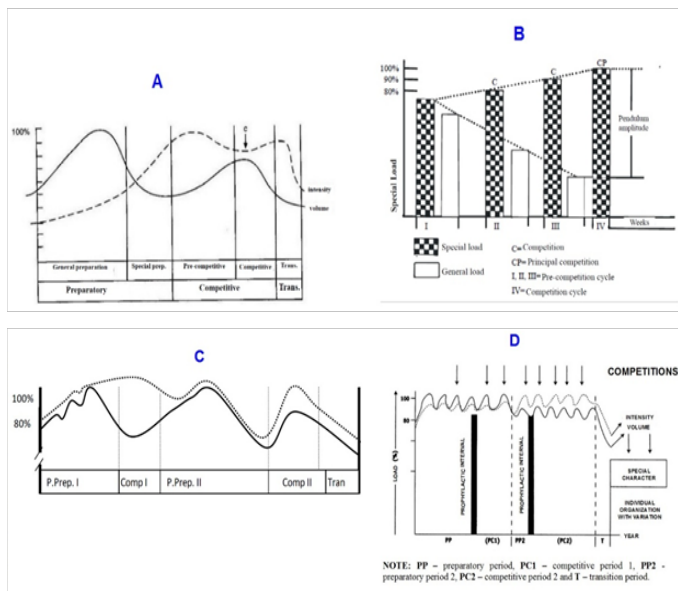 A
100%
e
intensity
volume
General preparation
Special prep.
Pre-competitive
Competitive
Trans.
Preparatory
Competitive
Trans.
B
100%
90%
80%
C
C
CP
Pendulum
amplitude
Special Load
I
II
III
IV
Weeks
Special load
General load
C= Competition
CP= Principal competition
I, II, III= Pre-competition cycle
IV= Competition cycle
C
100%
80%
P.Prep. I
Comp I
P.Prep. II
Comp II
Tran
D
COMPETITIONS
100
80
LOAD (%)
PROPHYLACTIC INTERVAL
PROPHYLACTIC INTERVAL
INTENSITY
VOLUME
SPECIAL
CHARACTER
INDIVIDUAL
ORGANIZATION
WITH VARIATION
PP
(PC1)
PP2
(PC2)
T
YEAR
NOTE: PP – preparatory period, PC1 – competitive period 1, PP2 -
preparatory period 2, PC2 – competitive period 2 and T – transition period.